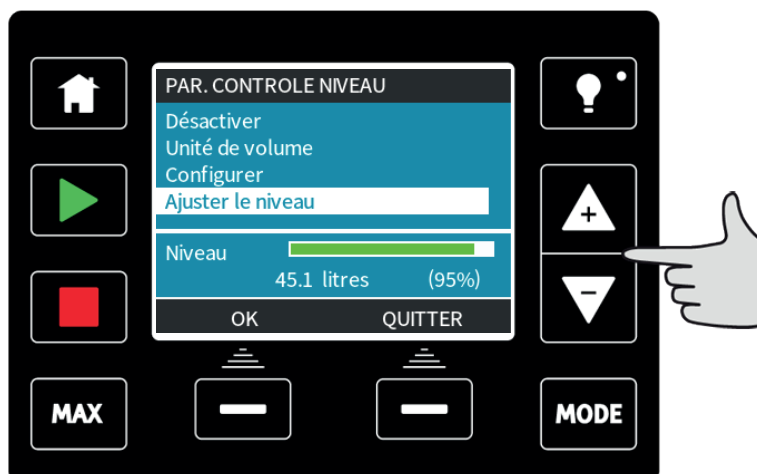 PAR. CONTROLE NIVEAU
Désactiver
Unité de volume
Configurer
Ajuster le niveau
Niveau
45.1 litres (95%)
OK QUITTER
MAX
MODE